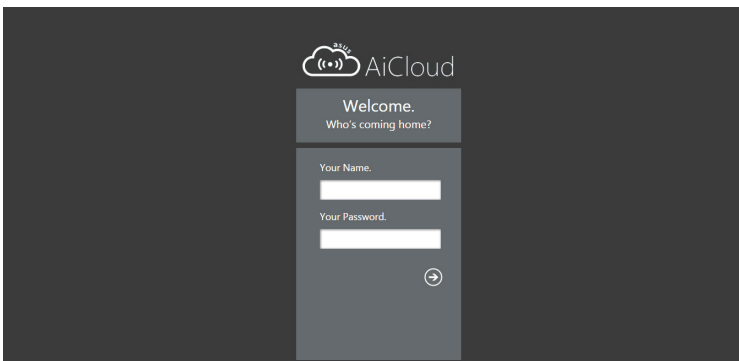 asus
AiCloud
Welcome.
Who's coming home?
Your Name.
Your Password.